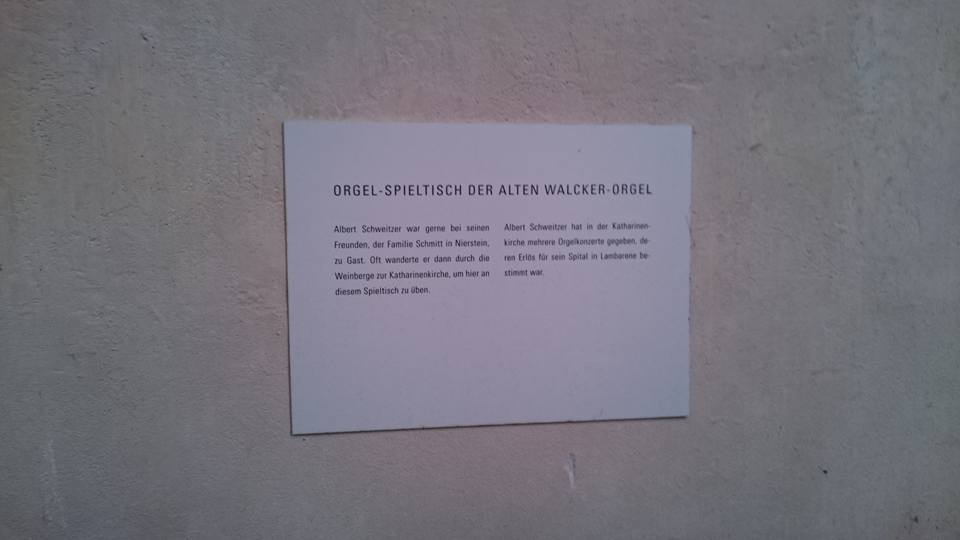 ORGEL-SPIELTISCH DER ALTEN WALCKER-ORGEL
Albert Schweitzer war gerne bei seinen
Freunden, der Familie Schmitt in Nierstein,
zu Gast. Oft wanderte er dann durch die
Weinberge zur Katharinenkirche, um hier an
diesem Spieltisch zu üben.
Albert Schweitzer hat in der Katharinen-
kirche mehrere Orgelkonzerte gegeben, de-
ren Erlös für sein Spital in Lambarene be-
stimmt war.